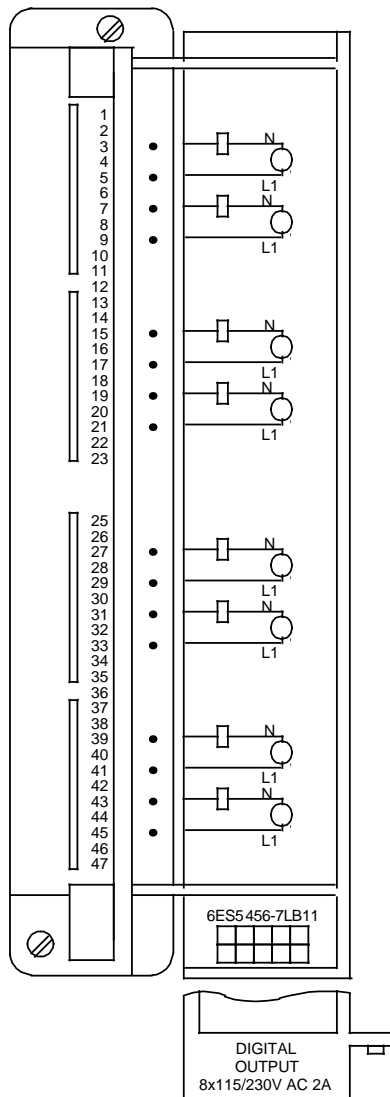 1
2
3
4
5
6
7
8
9
10
11
12
13
14
15
16
17
18
19
20
21
22
23
25
26
27
28
29
30
31
32
33
34
35
36
37
38
39
40
41
42
43
44
45
46
47
N
L1
N
L1
N
L1
N
L1
N
L1
N
L1
N
L1
N
L1
6ES5 456-7LB11
DIGITAL
OUTPUT
8x115/230V AC 2A